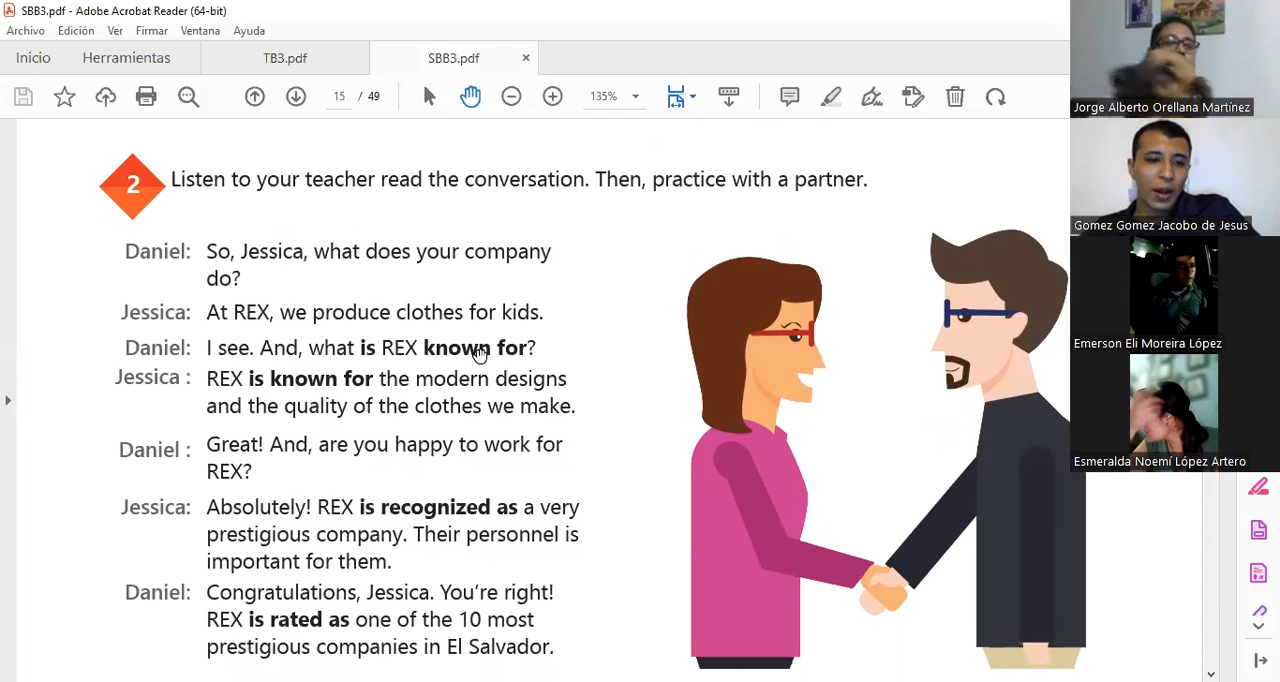 SBB3.pdf - Adobe Acrobat Reader (64-bit)
Archivo Edición Ver Firmar Ventana Ayuda
Inicio Herramientas TB3.pdf SBB3.pdf ×
15 / 49 135%
2 Listen to your teacher read the conversation. Then, practice with a partner.
Daniel: So, Jessica, what does your company
do?
Jessica: At REX, we produce clothes for kids.
Daniel: I see. And, what is REX known for?
Jessica : REX is known for the modern designs
and the quality of the clothes we make.
Daniel : Great! And, are you happy to work for
REX?
Jessica: Absolutely! REX is recognized as a very
prestigious company. Their personnel is
important for them.
Daniel: Congratulations, Jessica. You’re right!
REX is rated as one of the 10 most
prestigious companies in El Salvador.
Jorge Alberto Orellana Martínez
Gomez Gomez Jacobo de Jesus
Emerson Eli Moreira López
Esmeralda Noemí López Artero